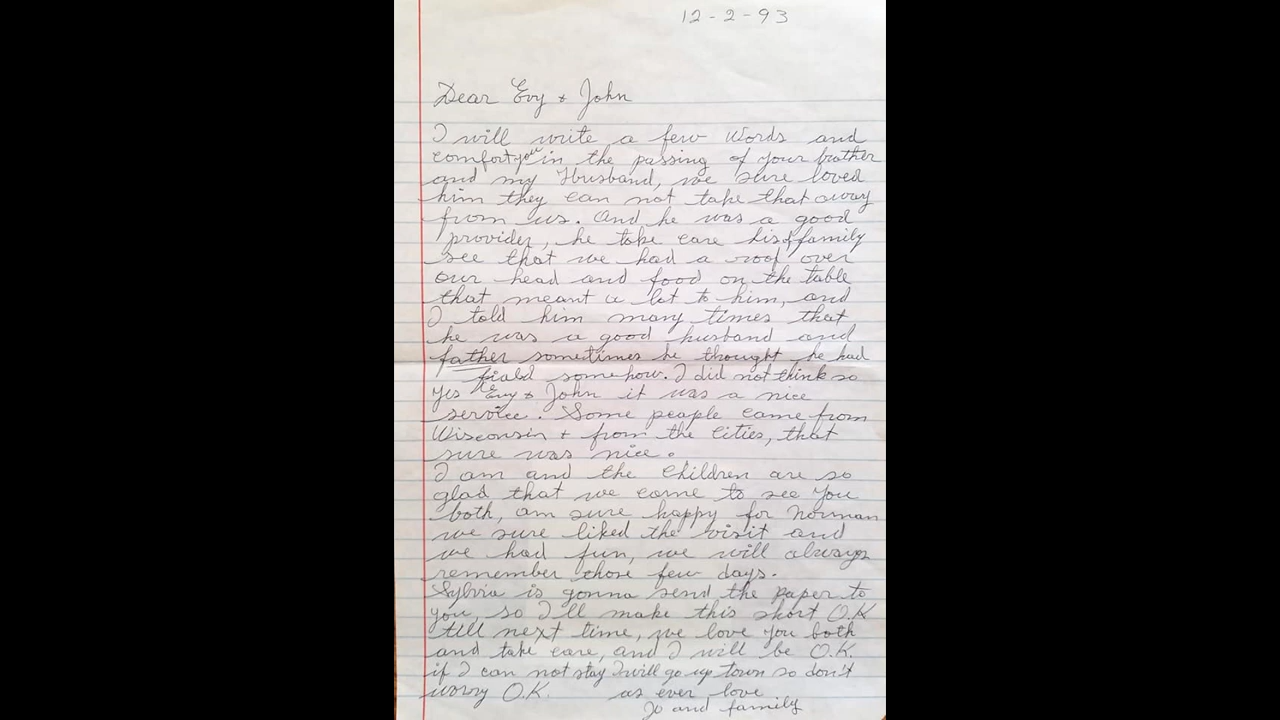 12-2-93
Dear Evy & John
I will write a few words and
comfort you in the passing of your brother
and my Husband, we sure loved
him they can not take that away
from us. And he was a good
provider, he take care his family
see that we had a roof over
our head and food on the table
that meant a lot to him, and
I told him many times that
he was a good husband and
father sometimes he thought he had
somehow. I did not think so
yes Evy & John it was a nice
service. Some people came from
Wisconsin + from the Cities, that
sure was nice.
I am and the children are so
glad that we came to see you
both, am sure happy for Norman
we sure liked the visit and
we had fun, we will always
remember those few days.
Sylvia is gonna send the paper to
you, so I'll make this short O.K
till next time, we love you both
and take care, and I will be O.K.
if I can not stay I will go up town so don't
worry O.K. as ever love
Jo and family